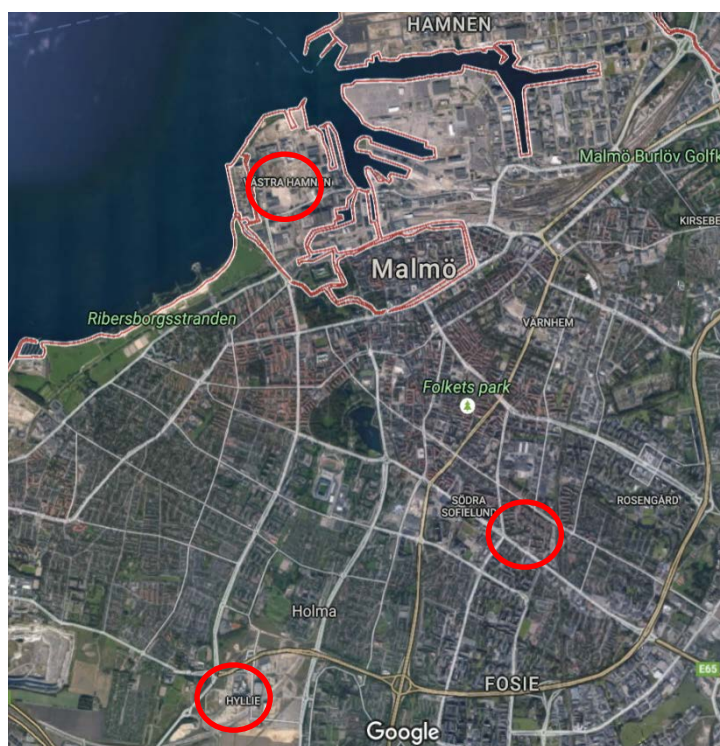 HAMNEN
Malmö Burlöv Golfk
VÄSTRA HAMNEN
KIRSEBE
Malmö
Ribersborgsstranden
VÄRNHEM
Folkets park
SÖDRA
SOFIELUND
ROSENGÅRD
Holma
E65
FOSIE
HYLLIE
Google